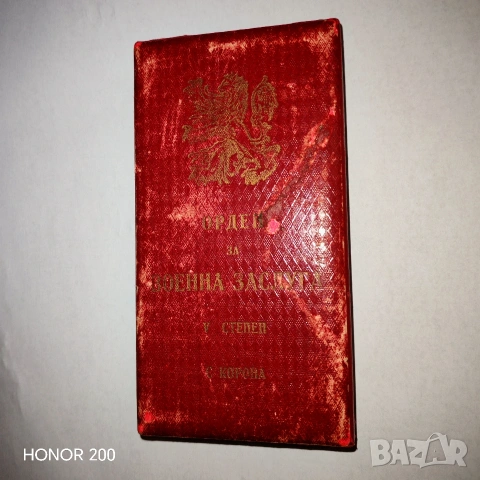 ОРДЕН
ЗА
ВОЕННА ЗАСЛУГА
V СТЕПЕН
С КОРОНА
HONOR 200
BAZAR